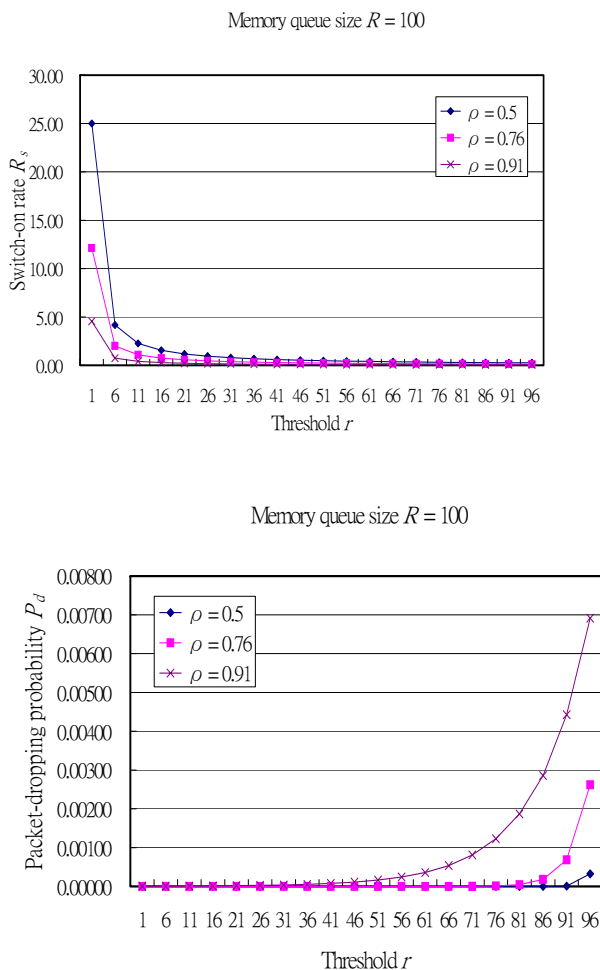 Memory queue size R = 100
30.00
25.00
20.00
15.00
10.00
5.00
0.00
Switch-on rate R_s
ρ = 0.5
ρ = 0.76
ρ = 0.91
1 6 11 16 21 26 31 36 41 46 51 56 61 66 71 76 81 86 91 96
Threshold r
Memory queue size R = 100
0.00800
0.00700
0.00600
0.00500
0.00400
0.00300
0.00200
0.00100
0.00000
Packet-dropping probability P_d
ρ = 0.5
ρ = 0.76
ρ = 0.91
1 6 11 16 21 26 31 36 41 46 51 56 61 66 71 76 81 86 91 96
Threshold r